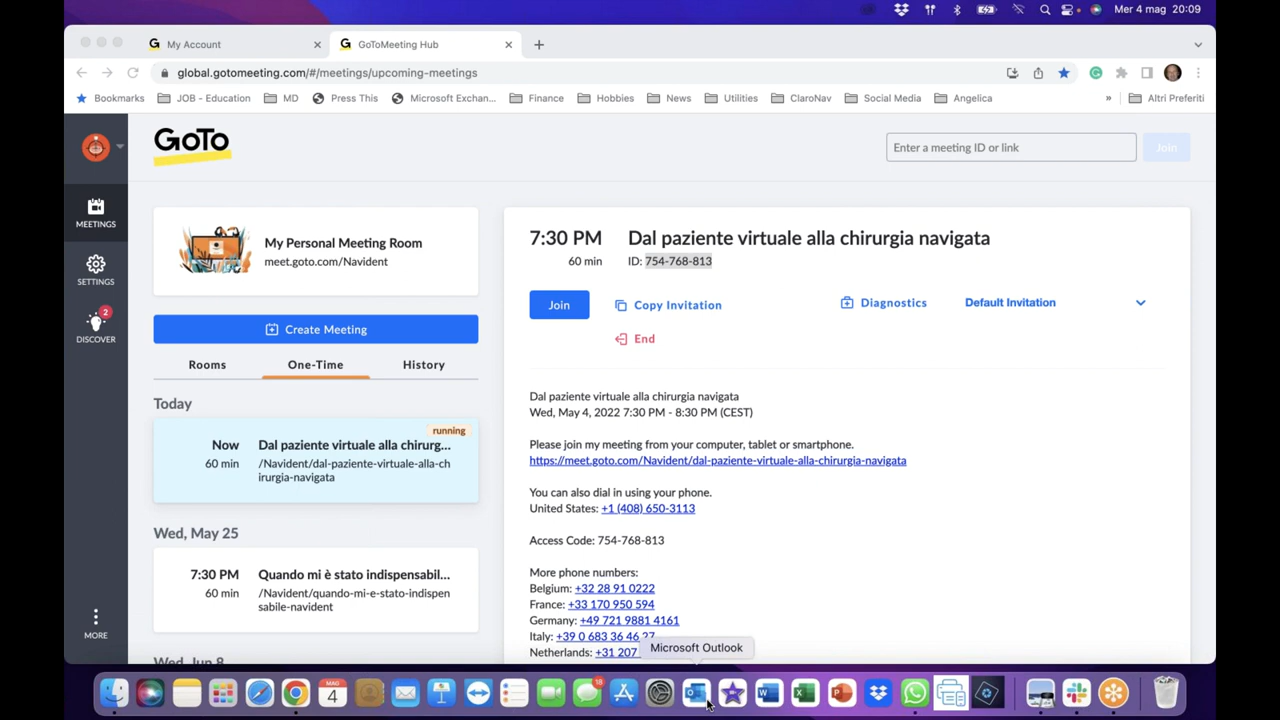 Mer 4 mag 20:09
My Account
GoToMeeting Hub
global.gotomeeting.com/#/meetings/upcoming-meetings
Bookmarks JOB - Education MD Press This Microsoft Exchan... Finance Hobbies News Utilities ClaroNav Social Media Angelica » Altri Preferiti
GoTo
Enter a meeting ID or link
Join
MEETINGS
SETTINGS
2
DISCOVER
MORE
My Personal Meeting Room
meet.goto.com/Navident
Create Meeting
Rooms One-Time History
Today
running
Now Dal paziente virtuale alla chirurg...
60 min /Navident/dal-paziente-virtuale-alla-ch
irurgia-navigata
Wed, May 25
7:30 PM Quando mi è stato indispensabil...
60 min /Navident/quando-mi-e-stato-indispen
sabile-navident
Wed, Jun 8
7:30 PM Dal paziente virtuale alla chirurgia navigata
60 min ID: 754-768-813
Join Copy Invitation Diagnostics Default Invitation
End
Dal paziente virtuale alla chirurgia navigata
Wed, May 4, 2022 7:30 PM - 8:30 PM (CEST)
Please join my meeting from your computer, tablet or smartphone.
https://meet.goto.com/Navident/dal-paziente-virtuale-alla-chirurgia-navigata
You can also dial in using your phone.
United States: +1 (408) 650-3113
Access Code: 754-768-813
More phone numbers:
Belgium: +32 28 91 0222
France: +33 170 950 594
Germany: +49 721 9881 4161
Italy: +39 0 683 36 46 27
Netherlands: +31 207
Microsoft Outlook
MAG
4
18